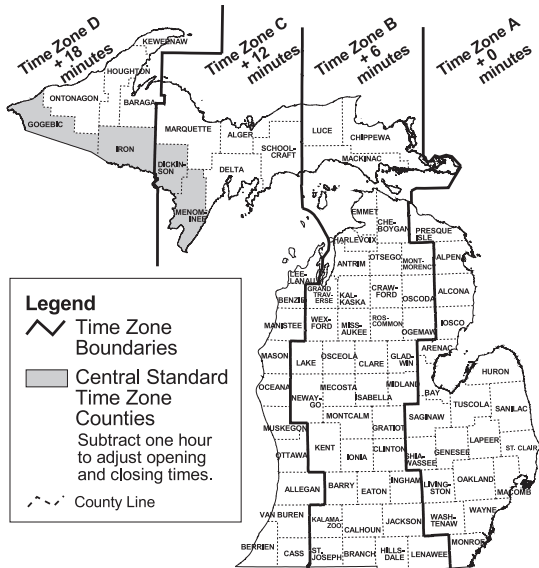 Time Zone D
+18
minutes
Time Zone C
+12
minutes
Time Zone B
+6
minutes
Time Zone A
+0
minutes
KEWEENAW
HOUGHTON
ONTONAGON
BARAGA
GOGEBIC
IRON
MARQUETTE
ALGER
LUCE
CHIPPEWA
SCHOOL-
CRAFT
MACKINAC
DICKIN-
SON
DELTA
MENOM-
INEE
EMMET
CHE-
BOYGAN
PRESQUE
ISLE
CHARLEVOIX
ANTRIM
OTSEGO
MONT-
MORENCY
ALPENA
LEE-
LANAU
BENZIE
GRAND
TRAV-
ERSE
KAL-
KASKA
CRAW-
FORD
OSCODA
ALCONA
MANISTEE
WEX-
FORD
MISS-
AUKEE
ROS-
COMMON
OGEMAW
IOSCO
ARENAC
MASON
LAKE
OSCEOLA
CLARE
GLAD-
WIN
HURON
OCEANA
NEWAY-
GO
MECOSTA
ISABELLA
MIDLAND
BAY
TUSCOLA
SANILAC
MUSKEGON
MONTCALM
GRATIOT
SAGINAW
LAPEER
ST. CLAIR
OTTAWA
KENT
IONIA
CLINTON
SHIA-
WASSEE
GENESEE
ALLEGAN
BARRY
EATON
INGHAM
LIVING-
STON
OAKLAND
MACOMB
VAN BUREN
KALAMA-
ZOO
CALHOUN
JACKSON
WASH-
TENAW
WAYNE
BERRIEN
CASS
ST.
JOSEPH
BRANCH
HILLS-
DALE
LENAWEE
MONROE
Legend
Time Zone
Boundaries
Central Standard
Time Zone
Counties
Subtract one hour
to adjust opening
and closing times.
County Line